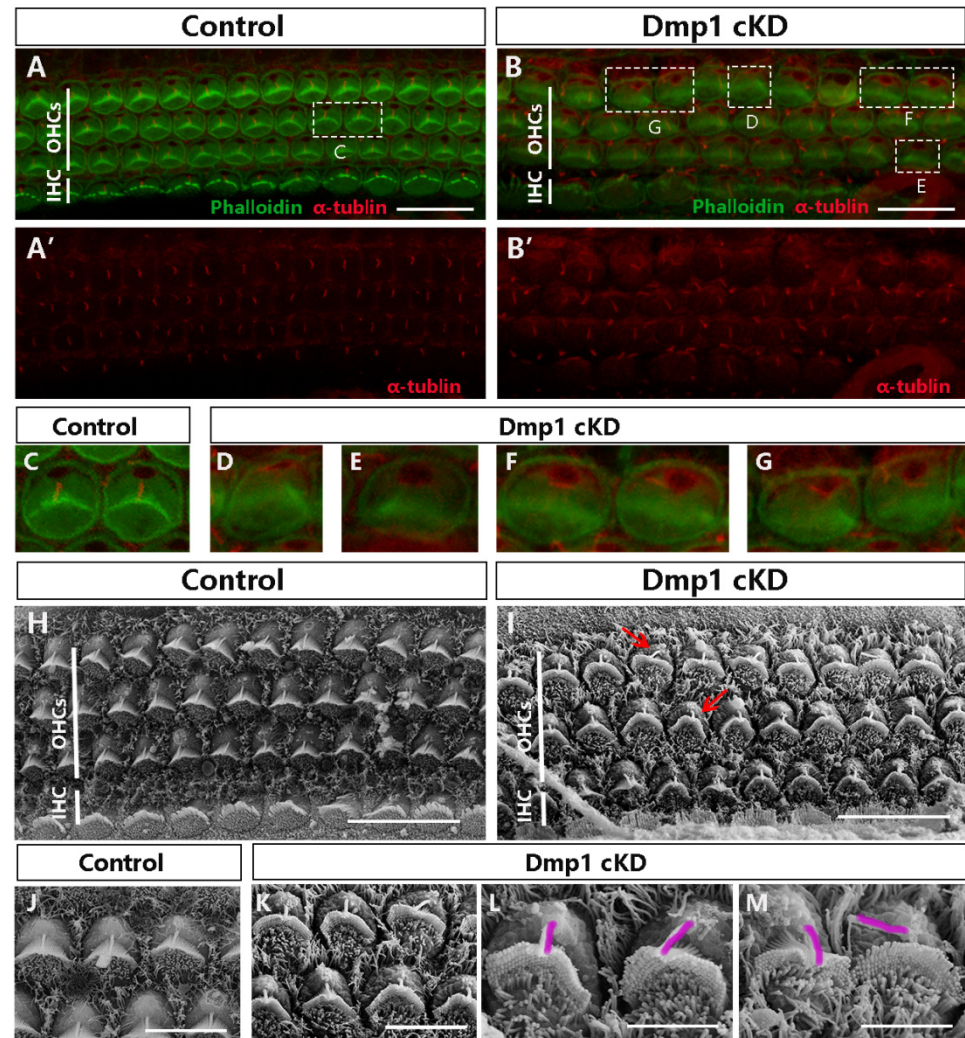 Control
Dmp1 cKD
A
OHCs
IHC
C
Phalloidin α-tublin
B
OHCs
IHC
G
D
F
E
Phalloidin α-tublin
A′
α-tublin
B′
α-tublin
Control
Dmp1 cKD
C
D
E
F
G
Control
Dmp1 cKD
H
OHCs
IHC
I
OHCs
IHC
Control
Dmp1 cKD
J
K
L
M